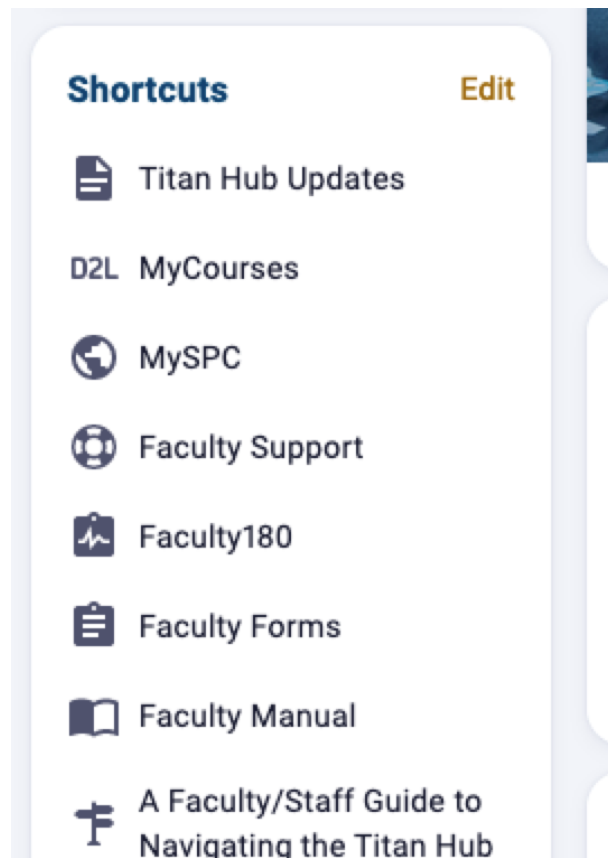 Shortcuts Edit
Titan Hub Updates
D2L MyCourses
MySPC
Faculty Support
Faculty180
Faculty Forms
Faculty Manual
A Faculty/Staff Guide to
Navigating the Titan Hub